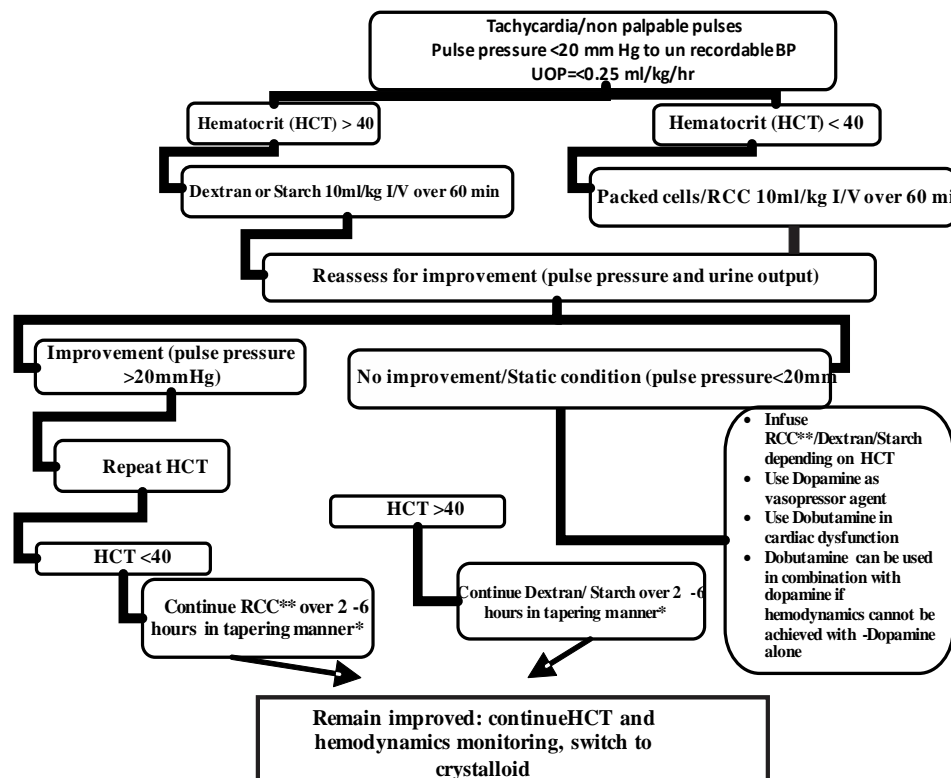 Tachycardia/non palpable pulses
Pulse pressure <20 mm Hg to un recordable BP
UOP=<0.25 ml/kg/hr
Hematocrit (HCT) > 40
Hematocrit (HCT) < 40
Dextran or Starch 10ml/kg I/V over 60 min
Packed cells/RCC 10ml/kg I/V over 60 mi
Reassess for improvement (pulse pressure and urine output)
Improvement (pulse pressure
>20mmHg)
No improvement/Static condition (pulse pressure<20mm
• Infuse
RCC**/Dextran/Starch
depending on HCT
• Use Dopamine as
vasopressor agent
• Use Dobutamine in
cardiac dysfunction
• Dobutamine can be used
in combination with
dopamine if
hemodynamics cannot be
achieved with -Dopamine
alone
Repeat HCT
HCT >40
HCT <40
Continue RCC** over 2 -6
hours in tapering manner*
Continue Dextran/ Starch over 2 -6
hours in tapering manner*
Remain improved: continueHCT and
hemodynamics monitoring, switch to
crystalloid